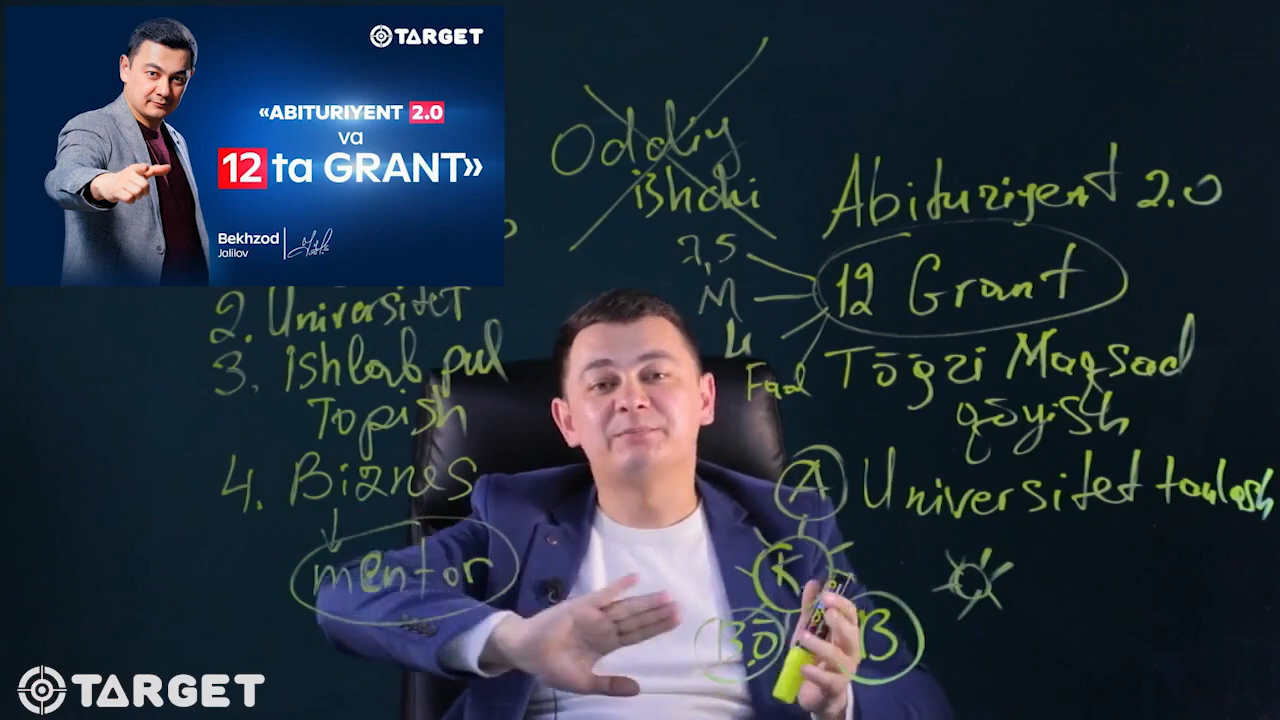 TARGET
«ABITURIYENT 2.0
va
12 ta GRANT»
Bekhzod
Jalilov
Oddiy
ishchi
2. Universitet
3. Ishlab pul
Topish
4. Biznes
mentor
Abituriyent 2.0
7,5
M
12 Grant
Faol
Tōgri Maqsad
qōyish
A Universitet tanlash
K
B.O
B
TARGET